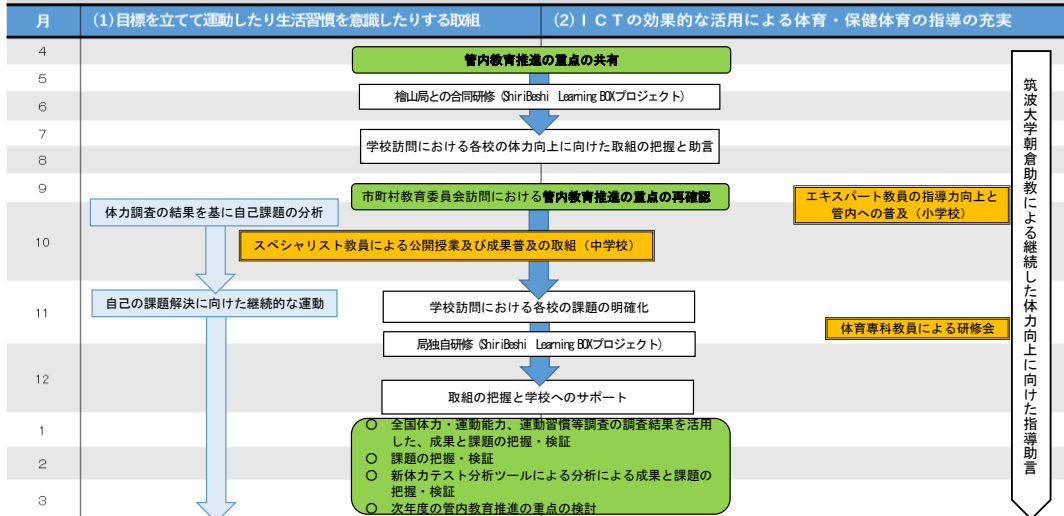 月
(1)目標を立てて運動したり生活習慣を意識したりする取組
(2)ＩＣＴの効果的な活用による体育・保健体育の指導の充実
4
管内教育推進の重点の共有
5
檜山局との合同研修（ShiriBeshi Learning BOXプロジェクト）
6
7
学校訪問における各校の体力向上に向けた取組の把握と助言
8
9
市町村教育委員会訪問における管内教育推進の重点の再確認
エキスパート教員の指導力向上と
管内への普及（小学校）
体力調査の結果を基に自己課題の分析
10
スペシャリスト教員による公開授業及び成果普及の取組（中学校）
自己の課題解決に向けた継続的な運動
11
学校訪問における各校の課題の明確化
体育専科教員による研修会
局独自研修（ShiriBeshi Learning BOXプロジェクト）
12
取組の把握と学校へのサポート
1
○ 全国体力・運動能力、運動習慣等調査の調査結果を活用
した、成果と課題の把握・検証
2
○ 課題の把握・検証
○ 新体力テスト分析ツールによる分析による成果と課題の
把握・検証
3
○ 次年度の管内教育推進の重点の検討
筑波大学朝倉助教による継続した体力向上に向けた指導助言